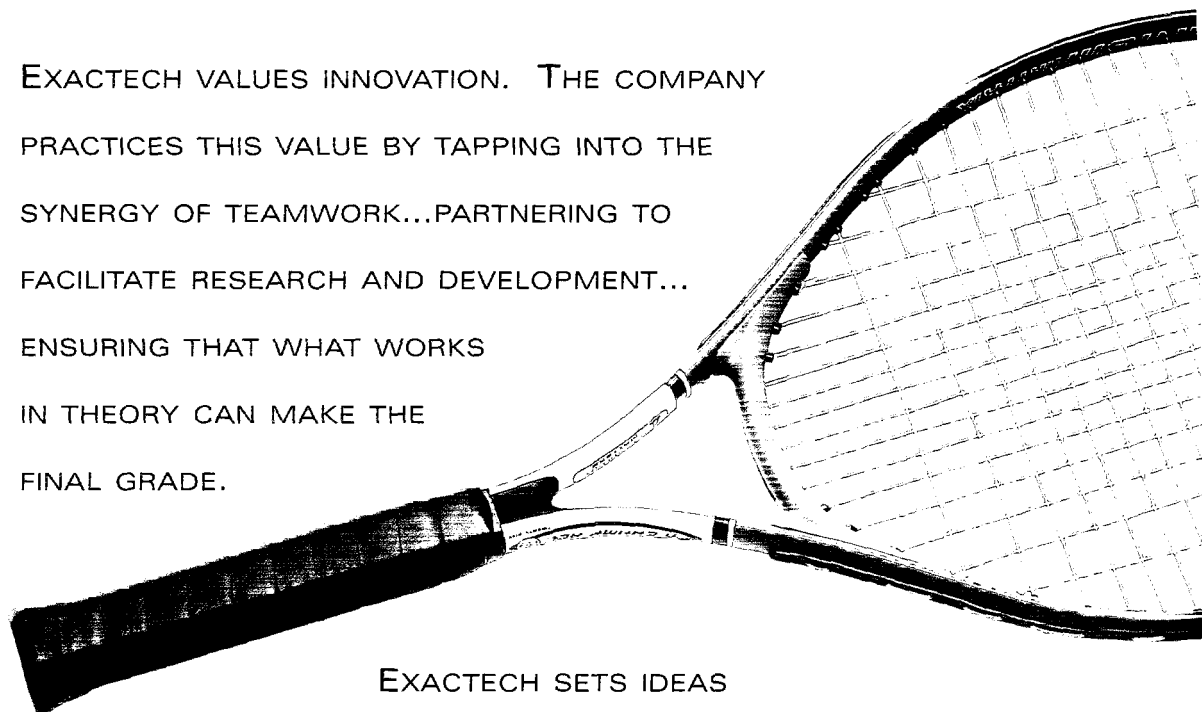 EXACTECH VALUES INNOVATION. THE COMPANY
PRACTICES THIS VALUE BY TAPPING INTO THE
SYNERGY OF TEAMWORK...PARTNERING TO
FACILITATE RESEARCH AND DEVELOPMENT...
ENSURING THAT WHAT WORKS
IN THEORY CAN MAKE THE
FINAL GRADE.
EXACTECH SETS IDEAS